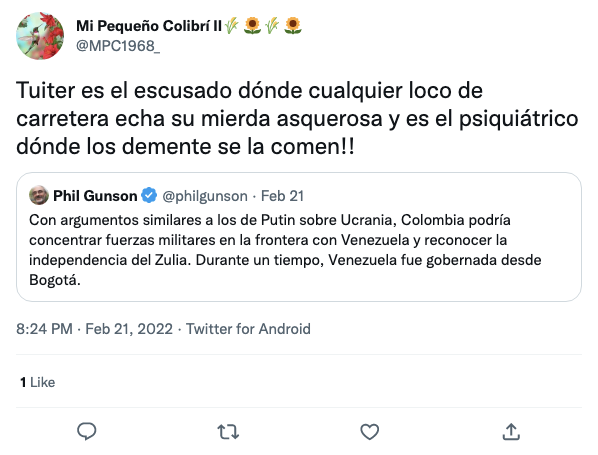 Mi Pequeño Colibrí II🌾🌻🌾🌻
@MPC1968_
Tuiter es el escusado dónde cualquier loco de
carretera echa su mierda asquerosa y es el psiquiátrico
dónde los demente se la comen!!
Phil Gunson @philgunson · Feb 21
Con argumentos similares a los de Putin sobre Ucrania, Colombia podría
concentrar fuerzas militares en la frontera con Venezuela y reconocer la
independencia del Zulia. Durante un tiempo, Venezuela fue gobernada desde
Bogotá.
8:24 PM · Feb 21, 2022 · Twitter for Android
1 Like